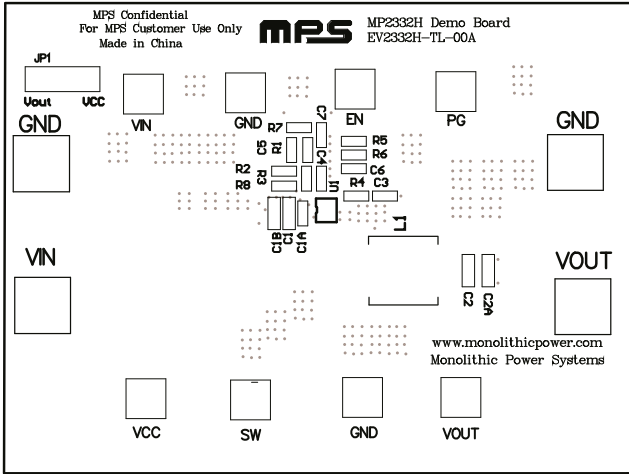 MPS Confidential
For MPS Customer Use Only
Made in China
mps
MP2332H Demo Board
EV2332H-TL-00A
JP1
Vout VCC
VIN
GND
EN
PG
GND
GND
C7
R7
C5
R1
C4
R5
R6
C6
R2
R3
R8
U1
R4 C3
C1B
C1
C1A
L1
VIN
VOUT
C2
C2A
www.monolithicpower.com
Monolithic Power Systems
VCC
SW
GND
VOUT